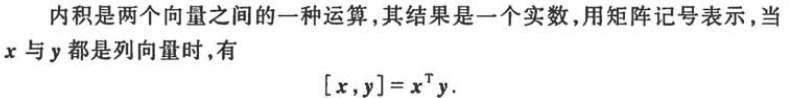 内积是两个向量之间的一种运算,其结果是一个实数,用矩阵记号表示,当
x 与 y 都是列向量时,有
[x,y]=xᵀy.